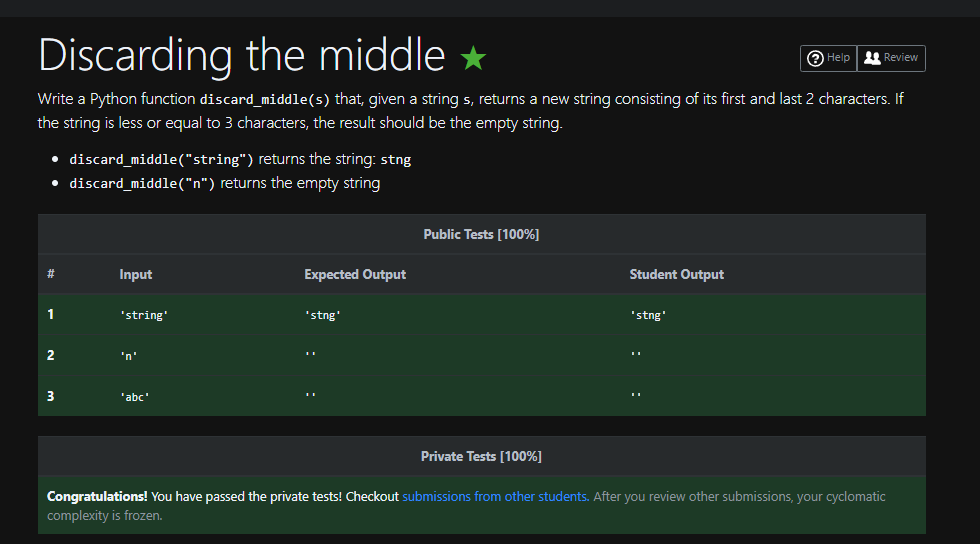 Discarding the middle
Help Review
Write a Python function discard_middle(s) that, given a string s, returns a new string consisting of its first and last 2 characters. If
the string is less or equal to 3 characters, the result should be the empty string.
discard_middle("string") returns the string: stng
discard_middle("n") returns the empty string
Public Tests [100%]
# Input Expected Output Student Output
1 'string' 'stng' 'stng'
2 'n' '' ''
3 'abc' '' ''
Private Tests [100%]
Congratulations! You have passed the private tests! Checkout submissions from other students. After you review other submissions, your cyclomatic
complexity is frozen.